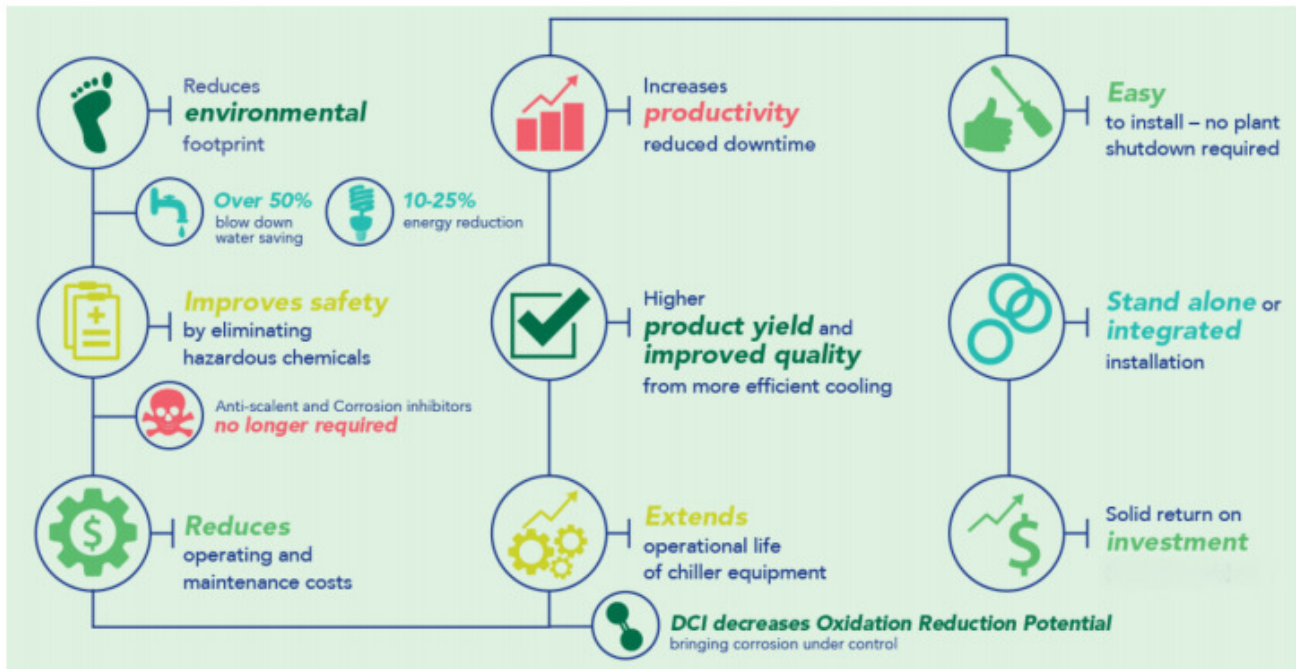 Reduces
environmental
footprint
Over 50%
blow down
water saving
10-25%
energy reduction
Improves safety
by eliminating
hazardous chemicals
Anti-scalent and Corrosion inhibitors
no longer required
$
Reduces
operating and
maintenance costs
Increases
productivity
reduced downtime
Higher
product yield and
improved quality
from more efficient cooling
Extends
operational life
of chiller equipment
DCI decreases Oxidation Reduction Potential
bringing corrosion under control
Easy
to install – no plant
shutdown required
Stand alone or
integrated
installation
$
Solid return on
investment